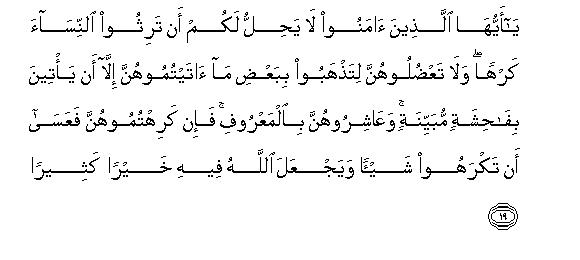 يَـٰٓأَيُّهَا ٱلَّذِينَ ءَامَنُوا۟ لَا يَحِلُّ لَكُمْ أَن تَرِثُوا۟ ٱلنِّسَآءَ
كَرْهًا ۖ وَلَا تَعْضُلُوهُنَّ لِتَذْهَبُوا۟ بِبَعْضِ مَآ ءَاتَيْتُمُوهُنَّ إِلَّآ أَن يَأْتِينَ
بِفَـٰحِشَةٍ مُّبَيِّنَةٍ ۚ وَعَاشِرُوهُنَّ بِٱلْمَعْرُوفِ ۚ فَإِن كَرِهْتُمُوهُنَّ فَعَسَىٰٓ
أَن تَكْرَهُوا۟ شَيْـًٔا وَيَجْعَلَ ٱللَّهُ فِيهِ خَيْرًا كَثِيرًا
١٩